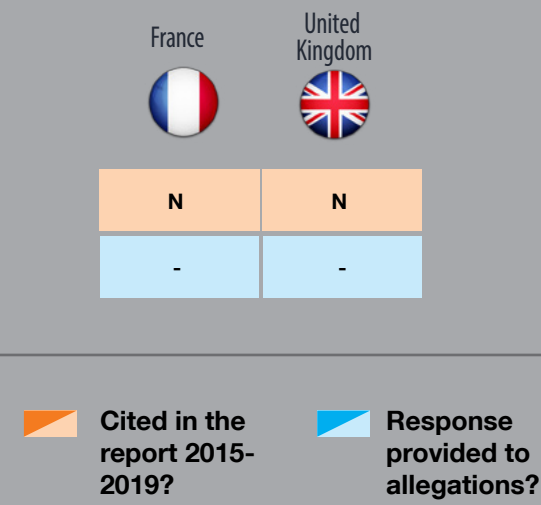 France
United
Kingdom
N N
- -
Cited in the
report 2015-
2019?
Response
provided to
allegations?